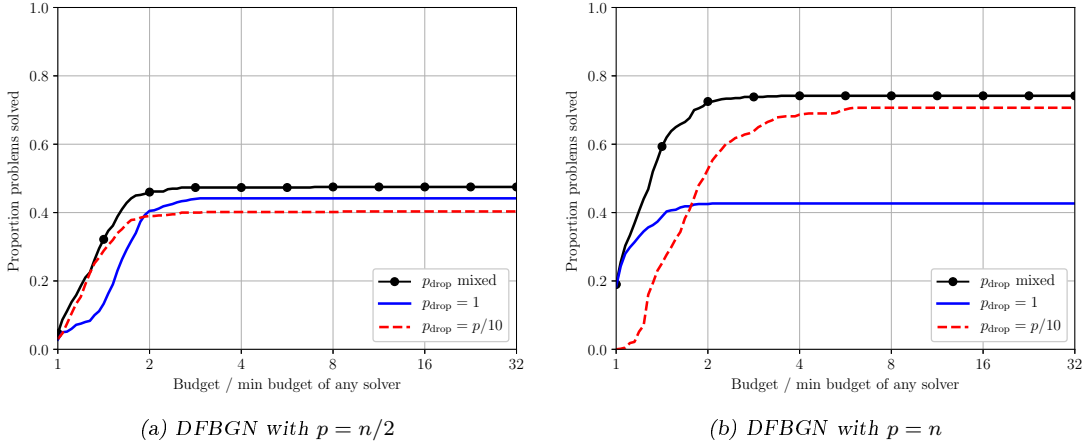 1.0
0.8
0.6
0.4
0.2
0.0
Proportion problems solved
1 2 4 8 16 32
Budget / min budget of any solver
p_drop mixed
p_drop = 1
p_drop = p/10
(a) DFBGN with p = n/2
1.0
0.8
0.6
0.4
0.2
0.0
Proportion problems solved
1 2 4 8 16 32
Budget / min budget of any solver
p_drop mixed
p_drop = 1
p_drop = p/10
(b) DFBGN with p = n